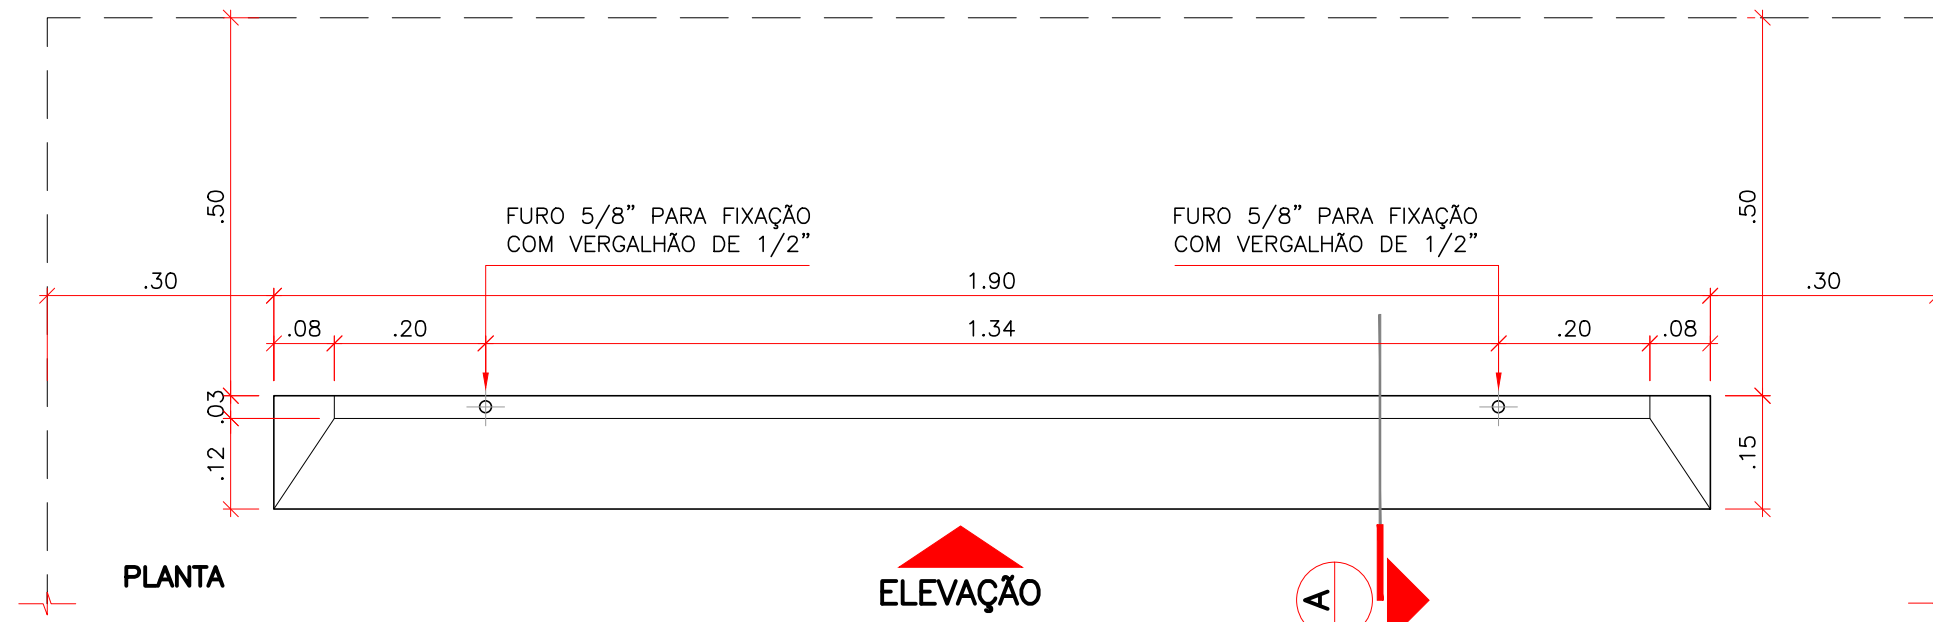 .50
.50
FURO 5/8” PARA FIXAÇÃO
COM VERGALHÃO DE 1/2”
FURO 5/8” PARA FIXAÇÃO
COM VERGALHÃO DE 1/2”
.30
1.90
.30
.08
.20
1.34
.20
.08
.03
.12
.15
PLANTA
ELEVAÇÃO
A